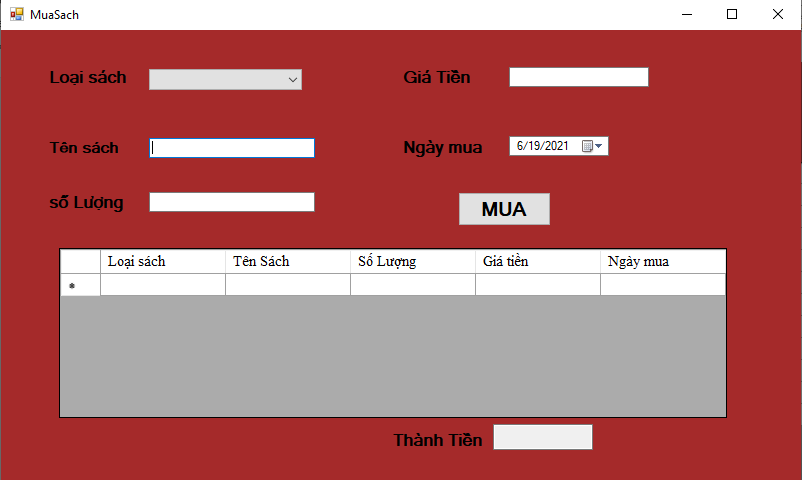 MuaSach
Loại sách
Giá Tiền
Tên sách
Ngày mua 6/19/2021
số Lượng
MUA
Loại sách Tên Sách Số Lượng Giá tiền Ngày mua
Thành Tiền